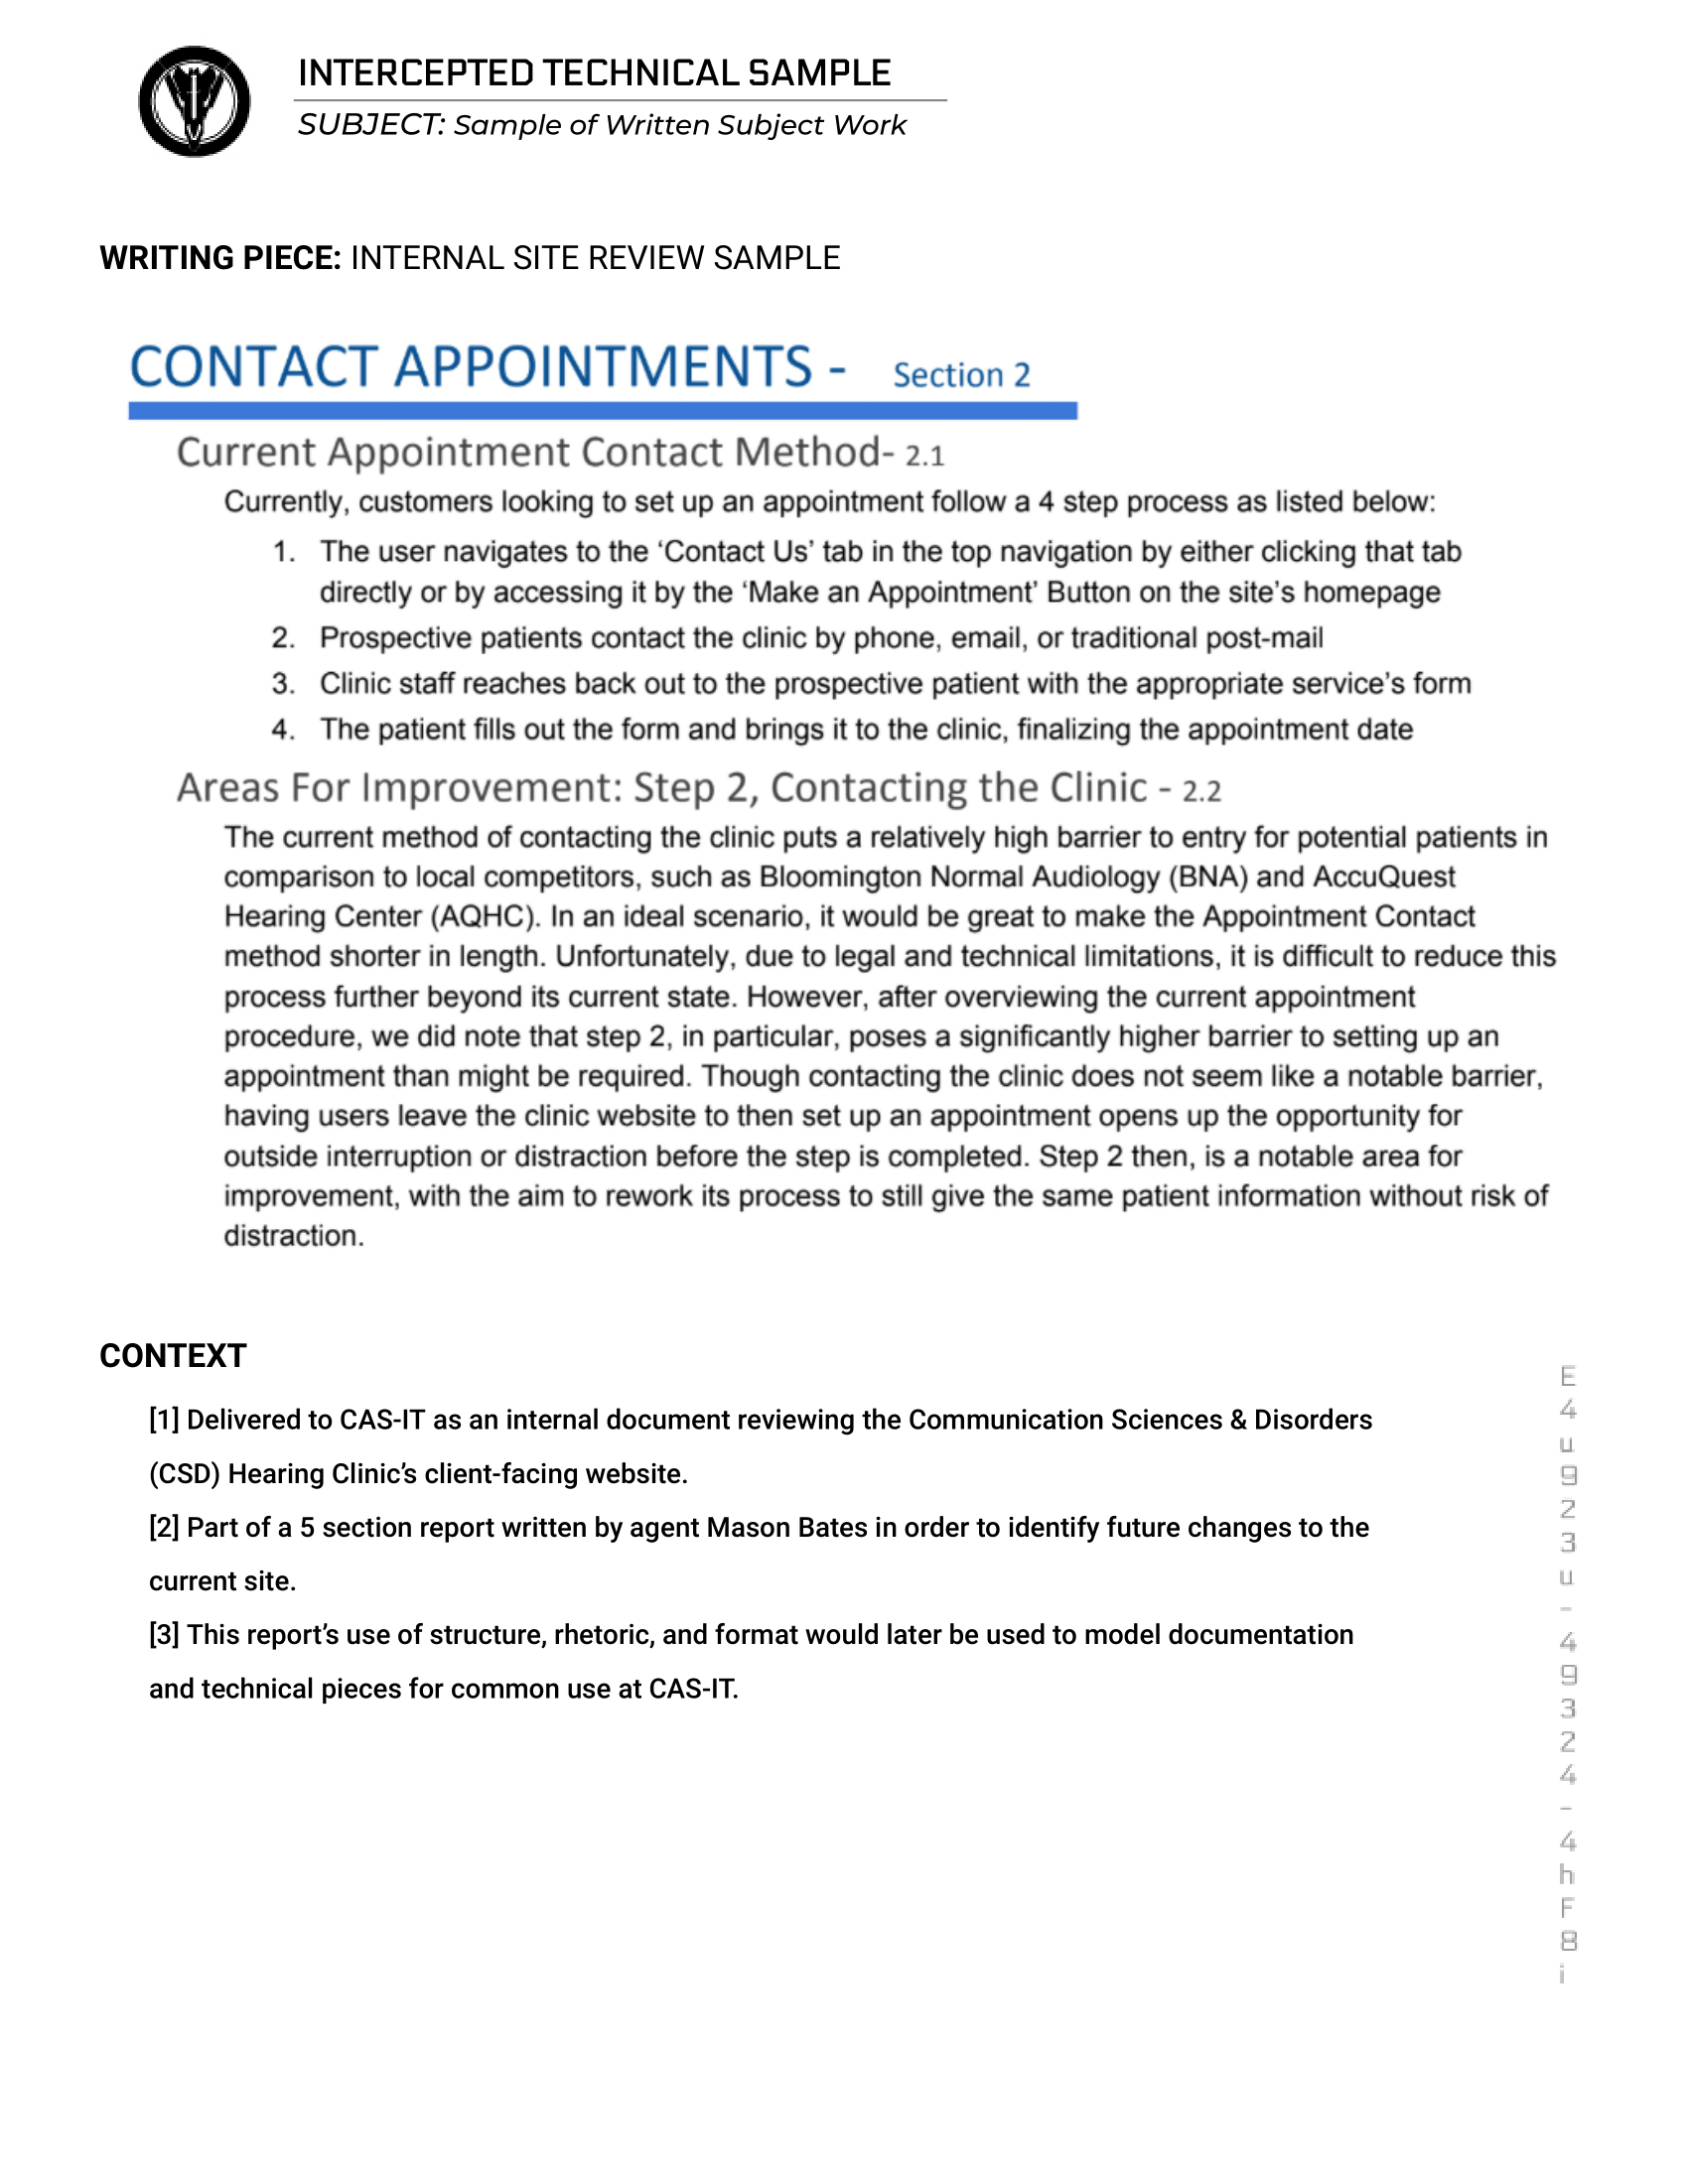 INTERCEPTED TECHNICAL SAMPLE
SUBJECT: Sample of Written Subject Work
WRITING PIECE: INTERNAL SITE REVIEW SAMPLE
CONTACT APPOINTMENTS - Section 2
Current Appointment Contact Method- 2.1
Currently, customers looking to set up an appointment follow a 4 step process as listed below:
1. The user navigates to the ‘Contact Us’ tab in the top navigation by either clicking that tab
directly or by accessing it by the ‘Make an Appointment’ Button on the site’s homepage
2. Prospective patients contact the clinic by phone, email, or traditional post-mail
3. Clinic staff reaches back out to the prospective patient with the appropriate service’s form
4. The patient fills out the form and brings it to the clinic, finalizing the appointment date
Areas For Improvement: Step 2, Contacting the Clinic - 2.2
The current method of contacting the clinic puts a relatively high barrier to entry for potential patients in
comparison to local competitors, such as Bloomington Normal Audiology (BNA) and AccuQuest
Hearing Center (AQHC). In an ideal scenario, it would be great to make the Appointment Contact
method shorter in length. Unfortunately, due to legal and technical limitations, it is difficult to reduce this
process further beyond its current state. However, after overviewing the current appointment
procedure, we did note that step 2, in particular, poses a significantly higher barrier to setting up an
appointment than might be required. Though contacting the clinic does not seem like a notable barrier,
having users leave the clinic website to then set up an appointment opens up the opportunity for
outside interruption or distraction before the step is completed. Step 2 then, is a notable area for
improvement, with the aim to rework its process to still give the same patient information without risk of
distraction.
CONTEXT
[1] Delivered to CAS-IT as an internal document reviewing the Communication Sciences & Disorders
(CSD) Hearing Clinic’s client-facing website.
[2] Part of a 5 section report written by agent Mason Bates in order to identify future changes to the
current site.
[3] This report’s use of structure, rhetoric, and format would later be used to model documentation
and technical pieces for common use at CAS-IT.
E4u923u-49324-4hF8i